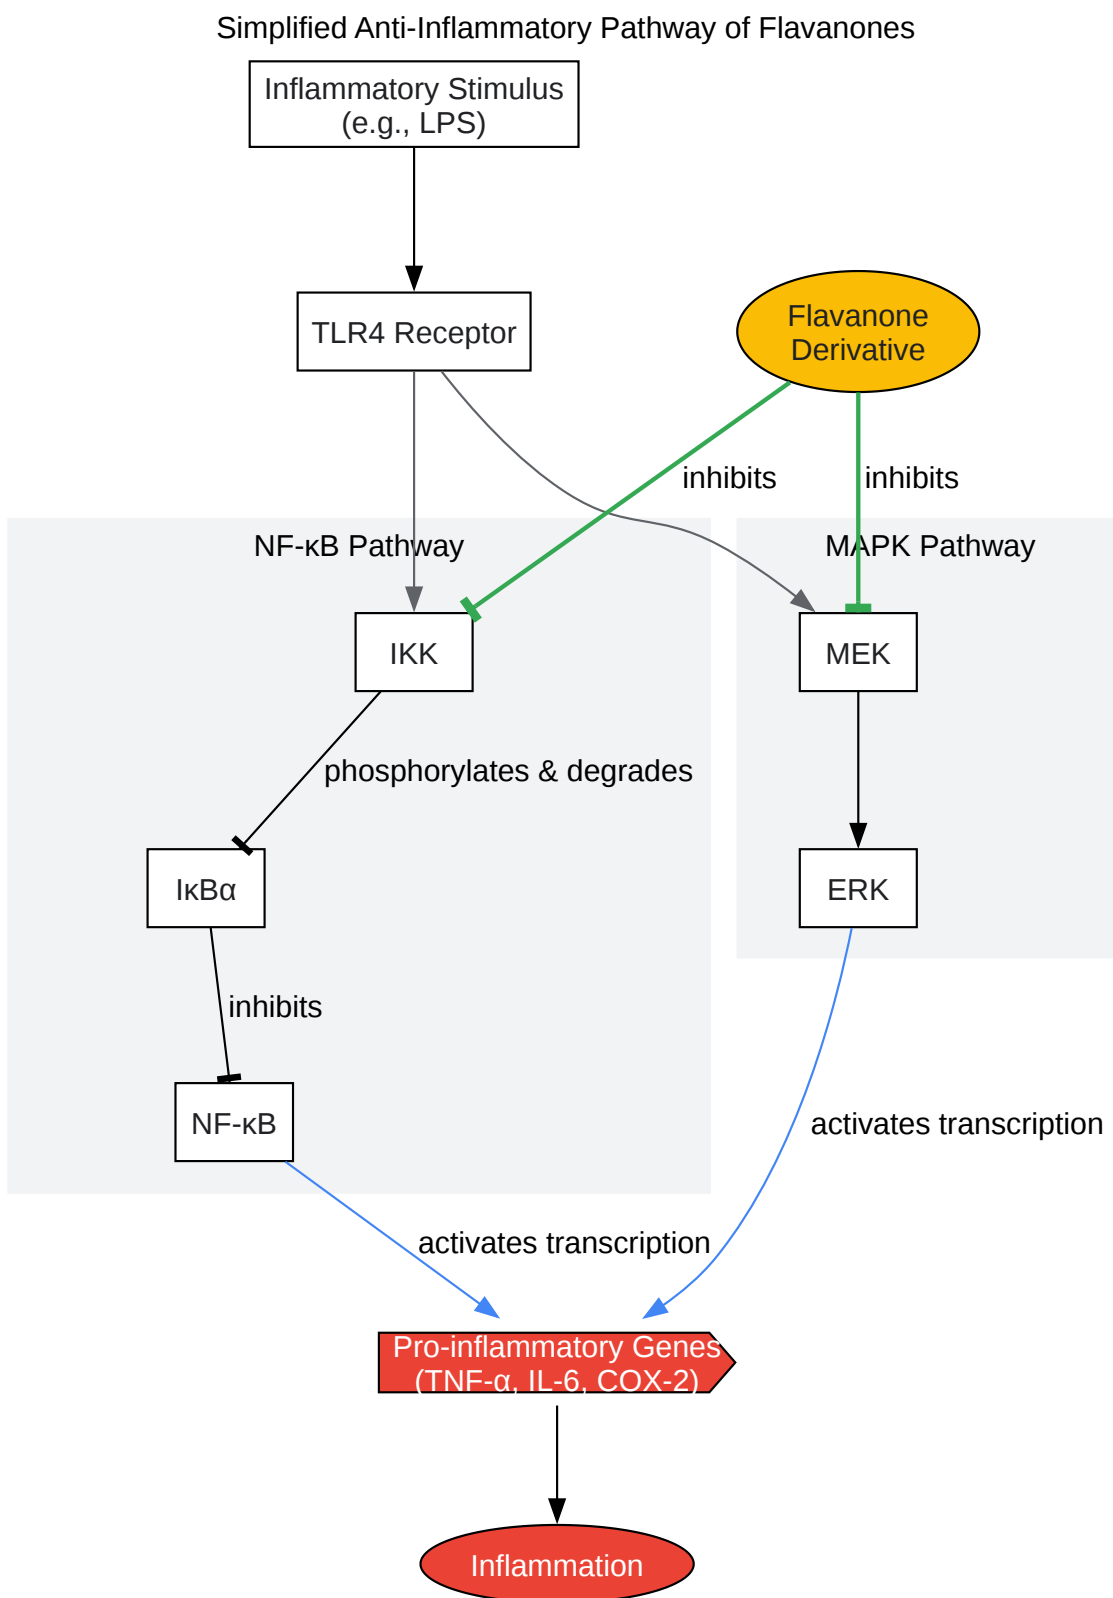 Simplified Anti-Inflammatory Pathway of Flavanones
Inflammatory Stimulus
(e.g., LPS)
TLR4 Receptor
Flavanone
Derivative
inhibits
inhibits
NF-κB Pathway
MAPK Pathway
IKK
MEK
phosphorylates & degrades
IκBα
ERK
inhibits
NF-κB
activates transcription
activates transcription
Pro-inflammatory Genes
(TNF-α, IL-6, COX-2)
Inflammation